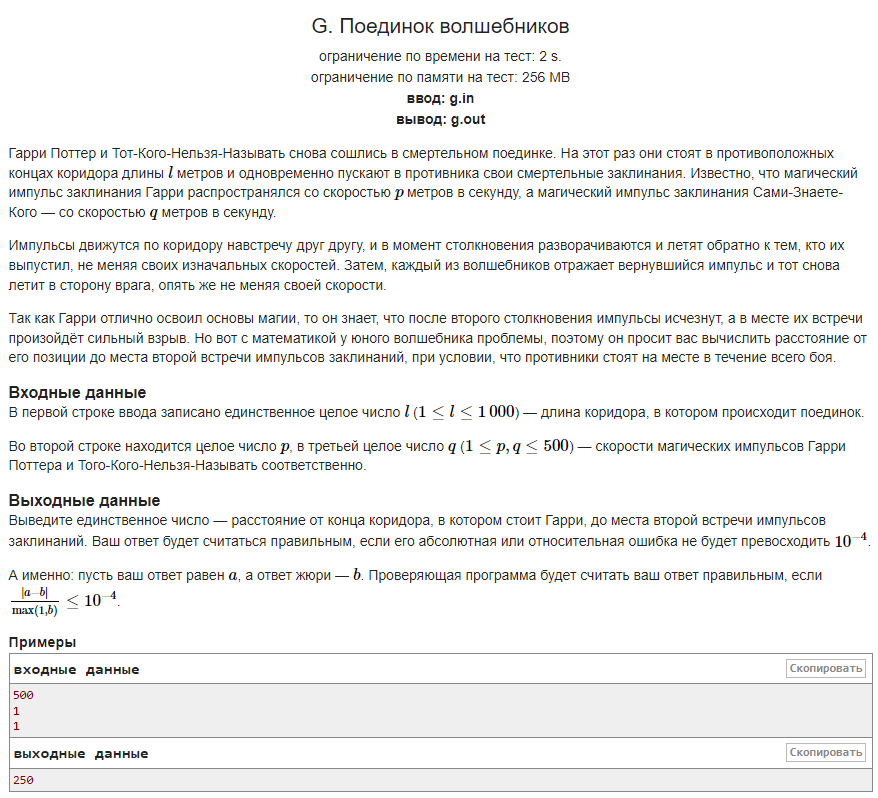 G. Поединок волшебников
ограничение по времени на тест: 2 s.
ограничение по памяти на тест: 256 MB
ввод: g.in
вывод: g.out
Гарри Поттер и Тот-Кого-Нельзя-Называть снова сошлись в смертельном поединке. На этот раз они стоят в противоположных
концах коридора длины l метров и одновременно пускают в противника свои смертельные заклинания. Известно, что магический
импульс заклинания Гарри распространялся со скоростью p метров в секунду, а магический импульс заклинания Сами-Знаете-
Кого — со скоростью q метров в секунду.
Импульсы движутся по коридору навстречу друг другу, и в момент столкновения разворачиваются и летят обратно к тем, кто их
выпустил, не меняя своих изначальных скоростей. Затем, каждый из волшебников отражает вернувшийся импульс и тот снова
летит в сторону врага, опять же не меняя своей скорости.
Так как Гарри отлично освоил основы магии, то он знает, что после второго столкновения импульсы исчезнут, а в месте их встречи
произойдёт сильный взрыв. Но вот с математикой у юного волшебника проблемы, поэтому он просит вас вычислить расстояние от
его позиции до места второй встречи импульсов заклинаний, при условии, что противники стоят на месте в течение всего боя.
Входные данные
В первой строке ввода записано единственное целое число l (1 ≤ l ≤ 1 000) — длина коридора, в котором происходит поединок.
Во второй строке находится целое число p, в третьей целое число q (1 ≤ p, q ≤ 500) — скорости магических импульсов Гарри
Поттера и Того-Кого-Нельзя-Называть соответственно.
Выходные данные
Выведите единственное число — расстояние от конца коридора, в котором стоит Гарри, до места второй встречи импульсов
заклинаний. Ваш ответ будет считаться правильным, если его абсолютная или относительная ошибка не будет превосходить 10⁻⁴.
А именно: пусть ваш ответ равен a, а ответ жюри — b. Проверяющая программа будет считать ваш ответ правильным, если
|a−b| / max(1,b) ≤ 10⁻⁴.
Примеры
входные данные
Скопировать
500
1
1
выходные данные
Скопировать
250